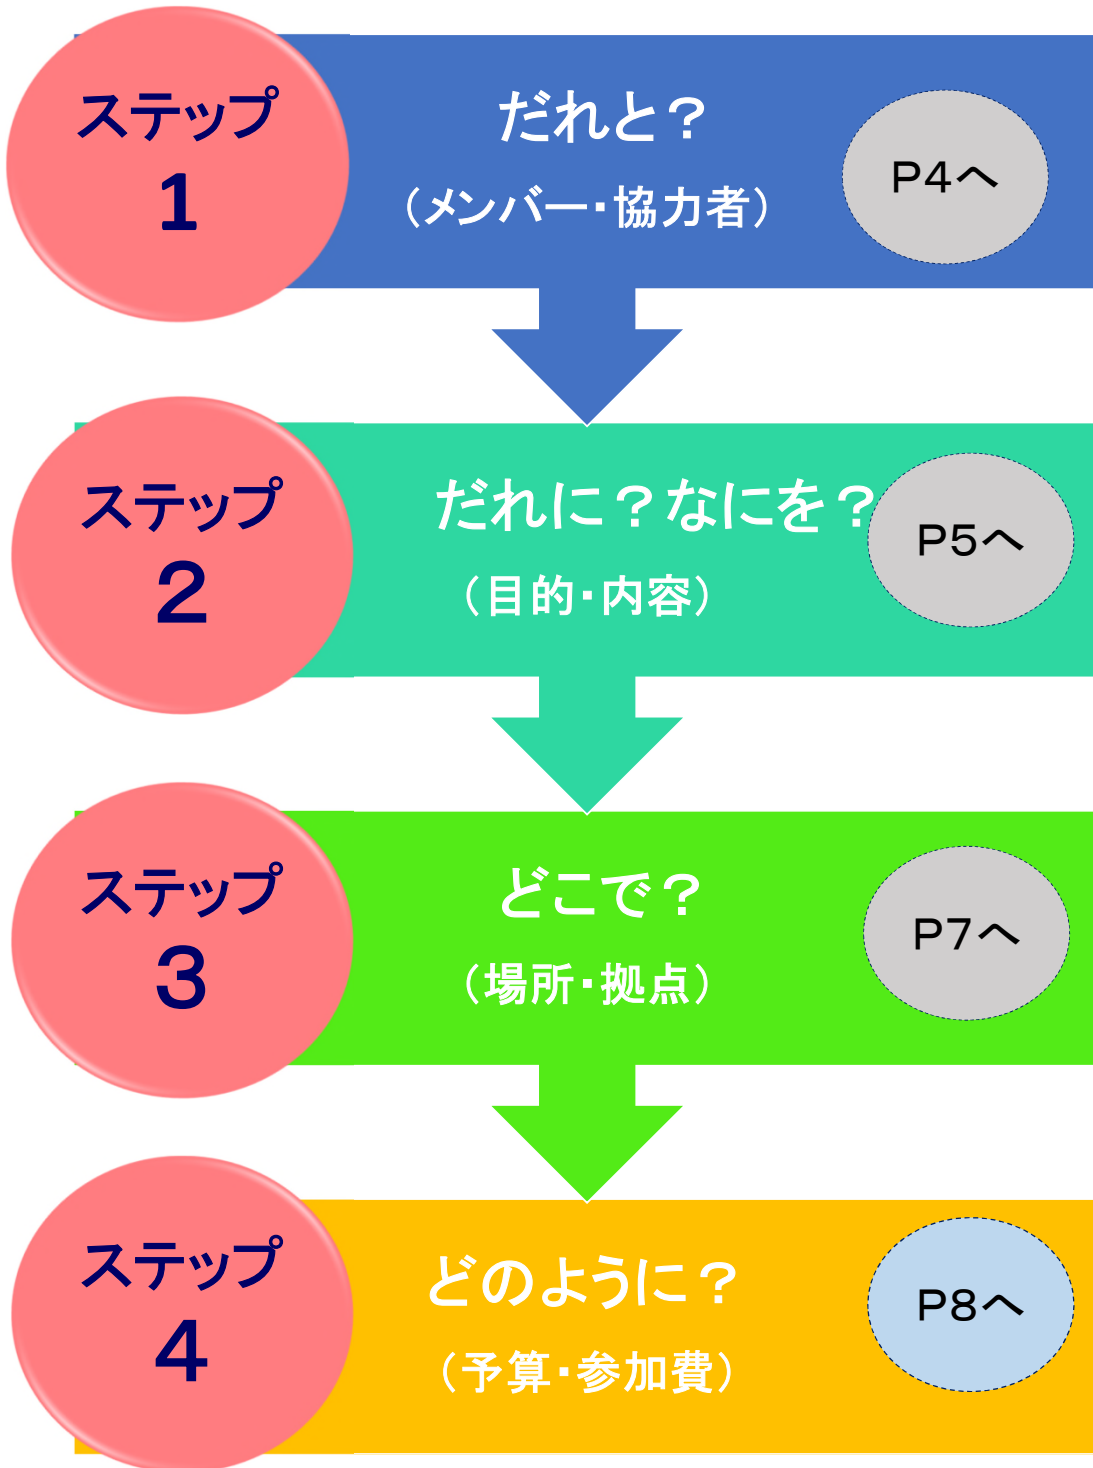 ステップ
1
だれと？
（メンバー・協力者）
P4へ
ステップ
2
だれに？なにを？
（目的・内容）
P5へ
ステップ
3
どこで？
（場所・拠点）
P7へ
ステップ
4
どのように？
（予算・参加費）
P8へ